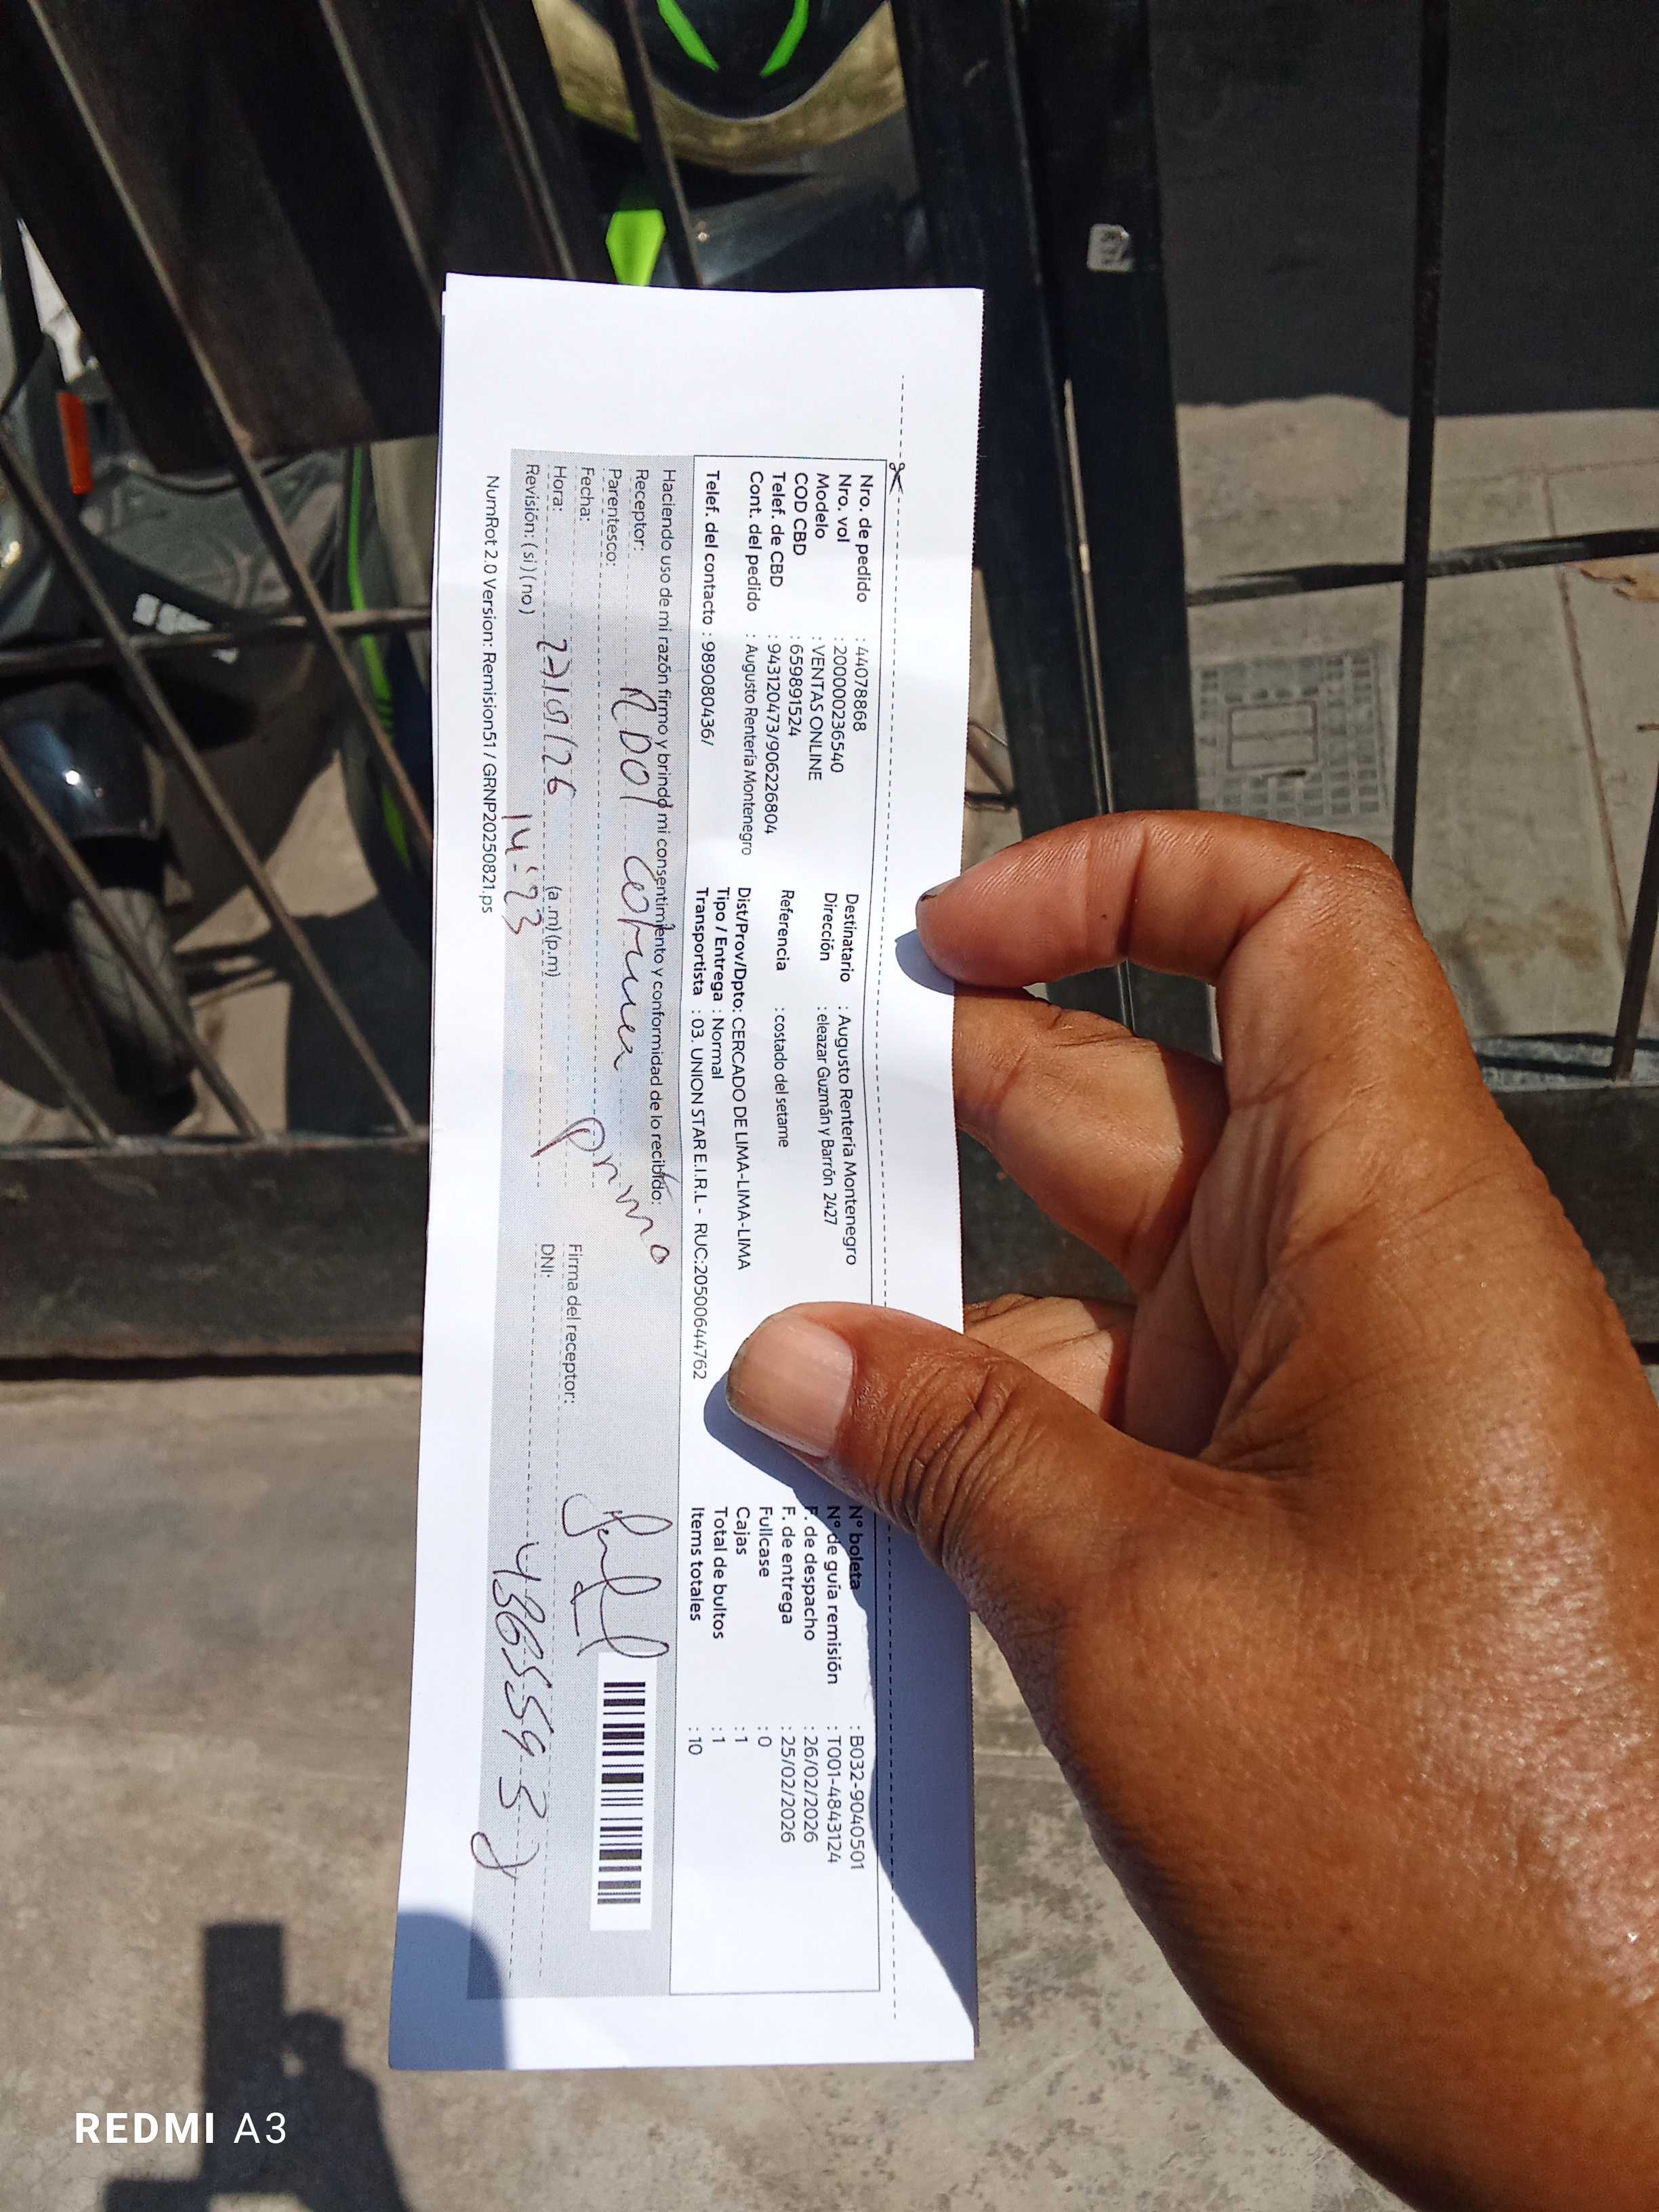 Nro. de pedido : 44078868
Nro. vol : 200000236540
Modelo : VENTAS ONLINE
COD CBD : 659891524
Telef. de CBD : 943120473/906226804
Cont. del pedido : Augusto Rentería Montenegro
Telef. del contacto : 989080436/
Destinatario : Augusto Rentería Montenegro
Dirección : eleazar Guzmán y Barrón 2427
Referencia : costado del setame
Dist/Prov/Dpto: CERCADO DE LIMA-LIMA-LIMA
Tipo / Entrega : Normal
Transportista : 03. UNION STAR E.I.R.L - RUC:20500644762
N° boleta : B032-9040501
N° de guía remisión : T001-4843124
F. de despacho : 26/02/2026
F. de entrega : 25/02/2026
Fullcase : 0
Cajas : 1
Total de bultos : 1
Items totales : 10
Haciendo uso de mi razón firmo y brindo mi consentimiento y conformidad de lo recibido:
Receptor:
Parentesco: primo
Fecha:
Hora: (a.m)(p.m) 14:23
Revisión: ( si ) ( no )
Firma del receptor:
DNI:
NumRot 2.0 Version: Remision51 / GRNP20250821.ps
REDMI A3